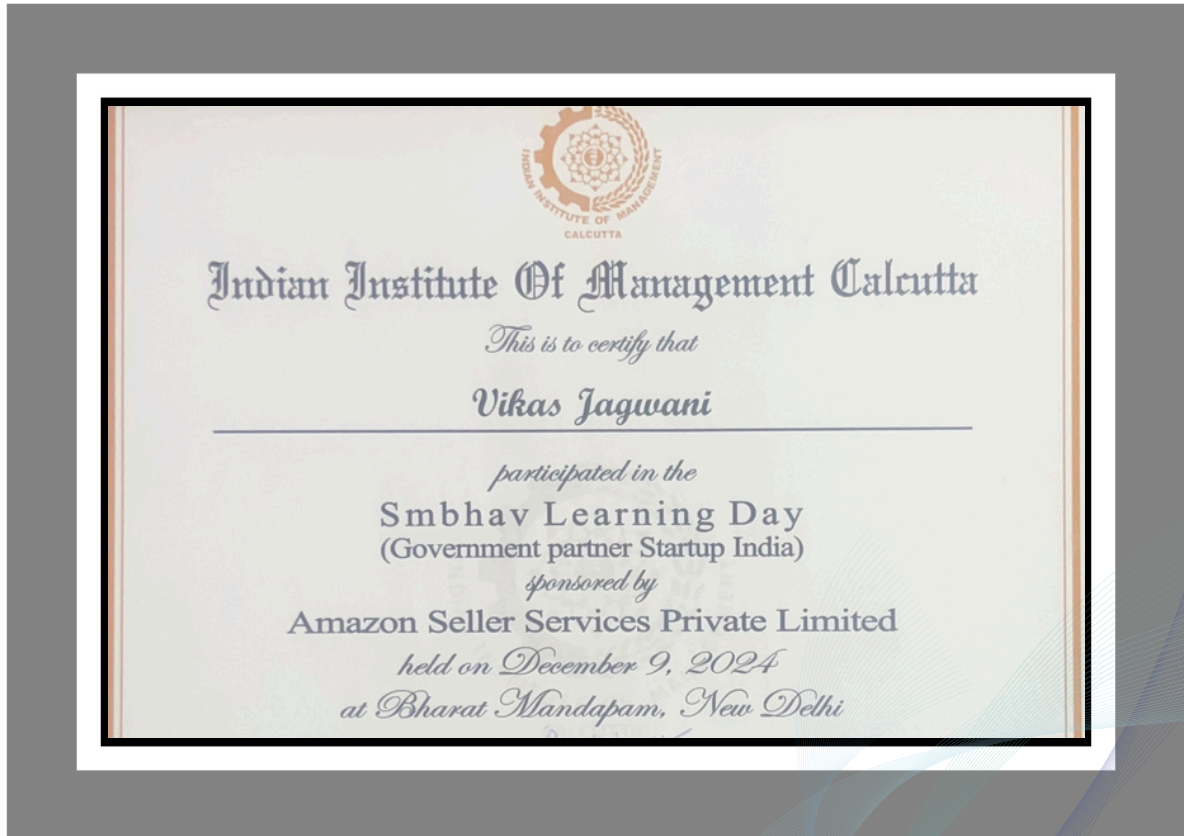 INDIAN INSTITUTE OF MANAGEMENT
CALCUTTA
Indian Institute Of Management Calcutta
This is to certify that
Vikas Jagwani
participated in the
Smbhav Learning Day
(Government partner Startup India)
sponsored by
Amazon Seller Services Private Limited
held on December 9, 2024
at Bharat Mandapam, New Delhi